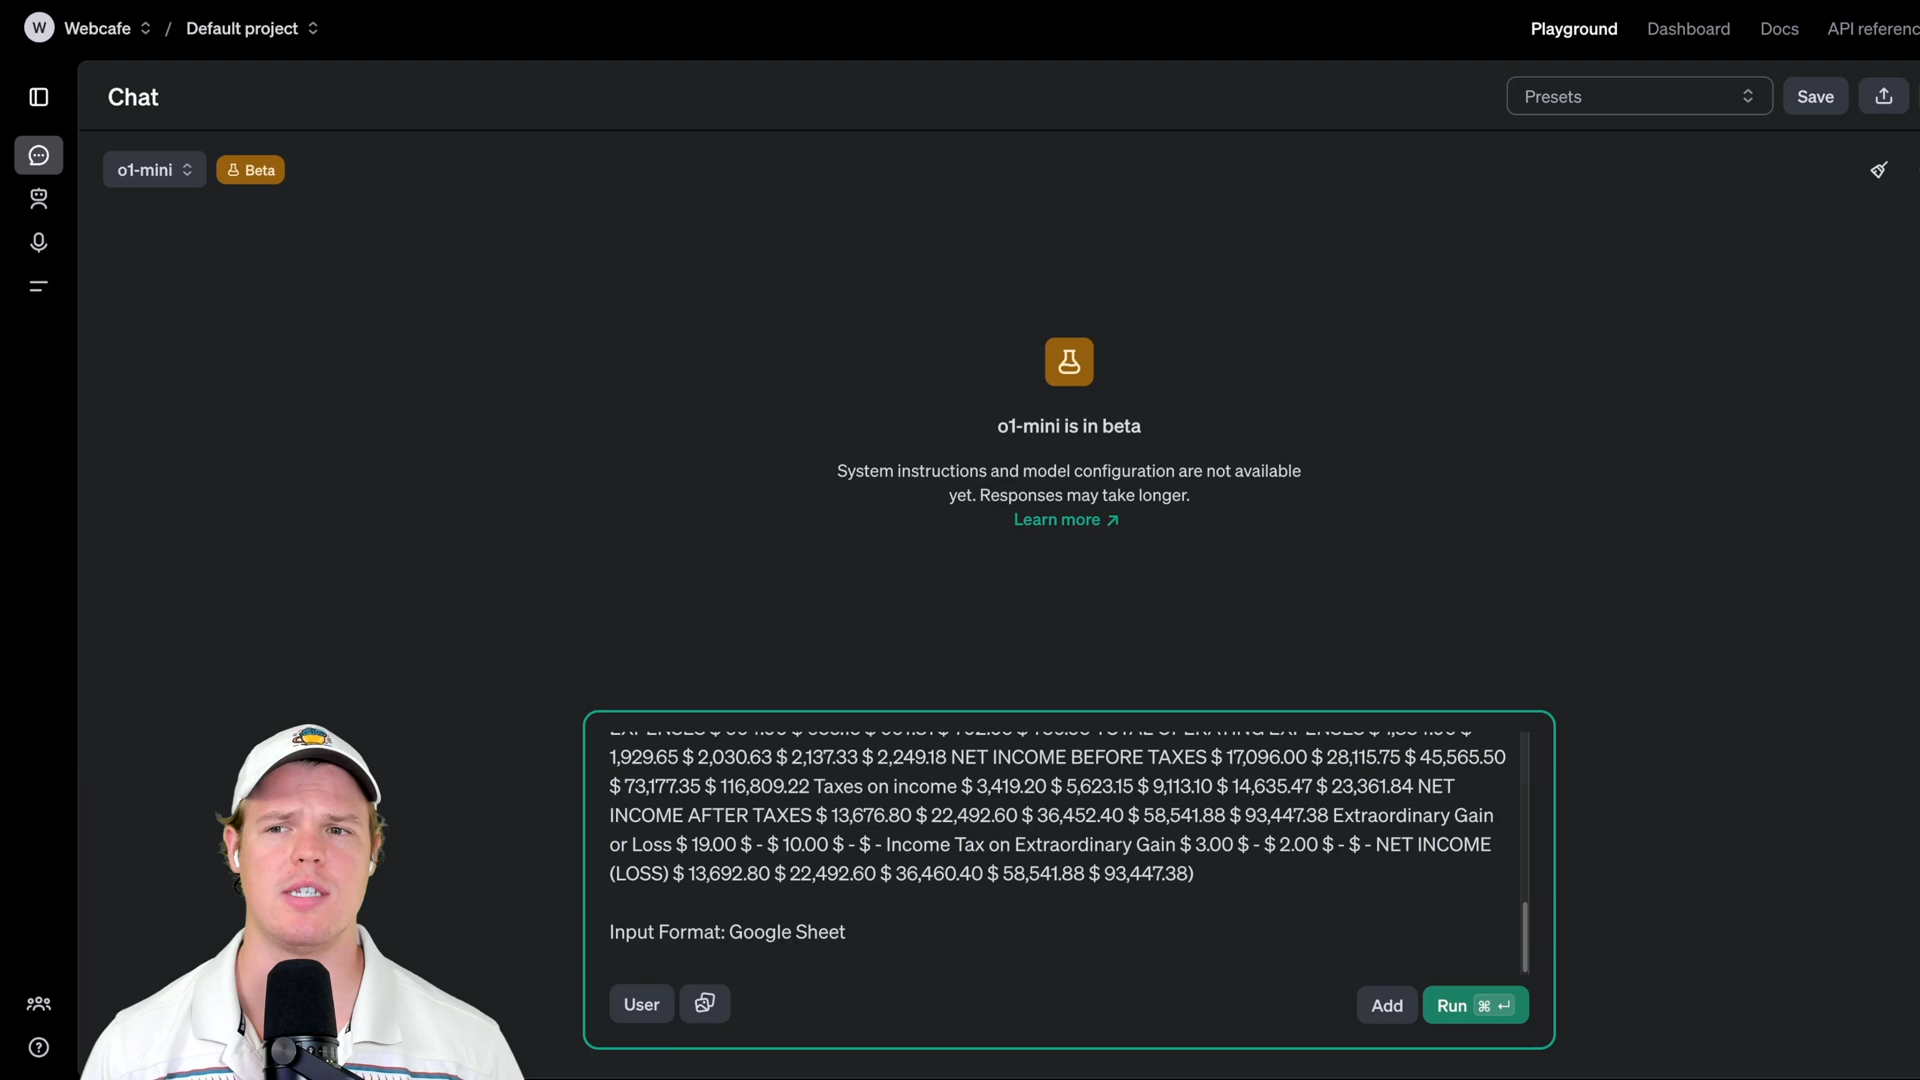 W Webcafe / Default project
Playground Dashboard Docs API referenc
Chat
Presets
Save
o1-mini
Beta
o1-mini is in beta
System instructions and model configuration are not available
yet. Responses may take longer.
Learn more
1,929.65 $ 2,030.63 $ 2,137.33 $ 2,249.18 NET INCOME BEFORE TAXES $ 17,096.00 $ 28,115.75 $ 45,565.50
$ 73,177.35 $ 116,809.22 Taxes on income $ 3,419.20 $ 5,623.15 $ 9,113.10 $ 14,635.47 $ 23,361.84 NET
INCOME AFTER TAXES $ 13,676.80 $ 22,492.60 $ 36,452.40 $ 58,541.88 $ 93,447.38 Extraordinary Gain
or Loss $ 19.00 $ - $ 10.00 $ - $ - Income Tax on Extraordinary Gain $ 3.00 $ - $ 2.00 $ - $ - NET INCOME
(LOSS) $ 13,692.80 $ 22,492.60 $ 36,460.40 $ 58,541.88 $ 93,447.38)
Input Format: Google Sheet
User
Add
Run ⌘ ↵